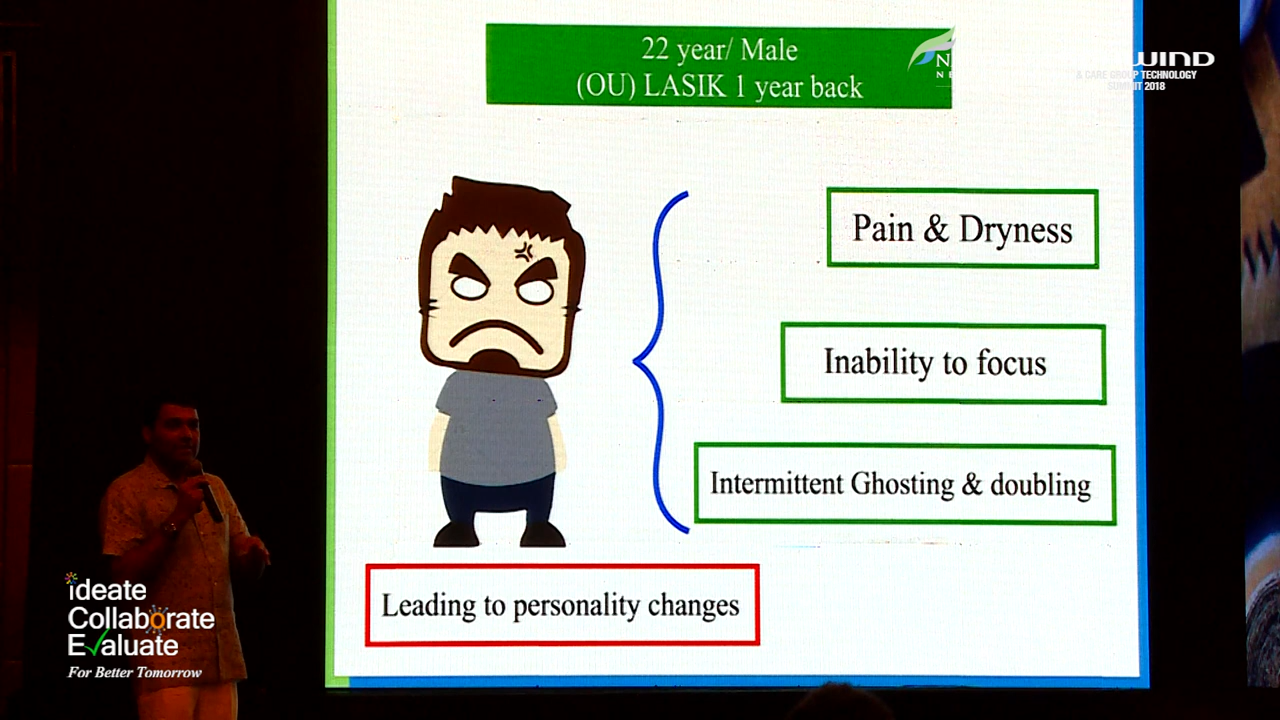 22 year/ Male
(OU) LASIK 1 year back
WIND
& CARE GROUP TECHNOLOGY
SUMMIT 2018
Pain & Dryness
Inability to focus
Intermittent Ghosting & doubling
Leading to personality changes
ideate
Collaborate
Evaluate
For Better Tomorrow